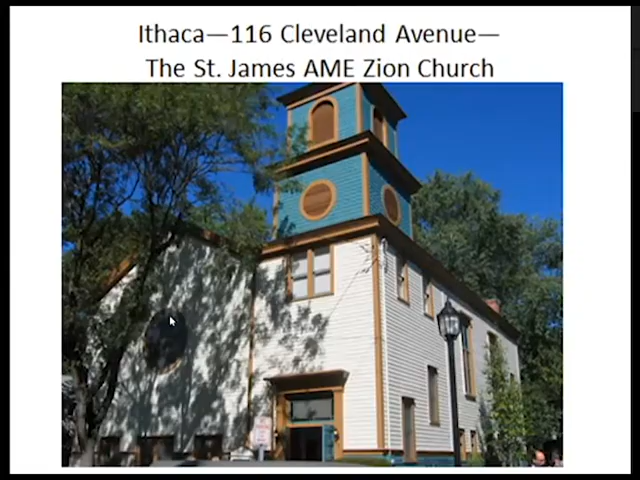 Ithaca—116 Cleveland Avenue—
The St. James AME Zion Church